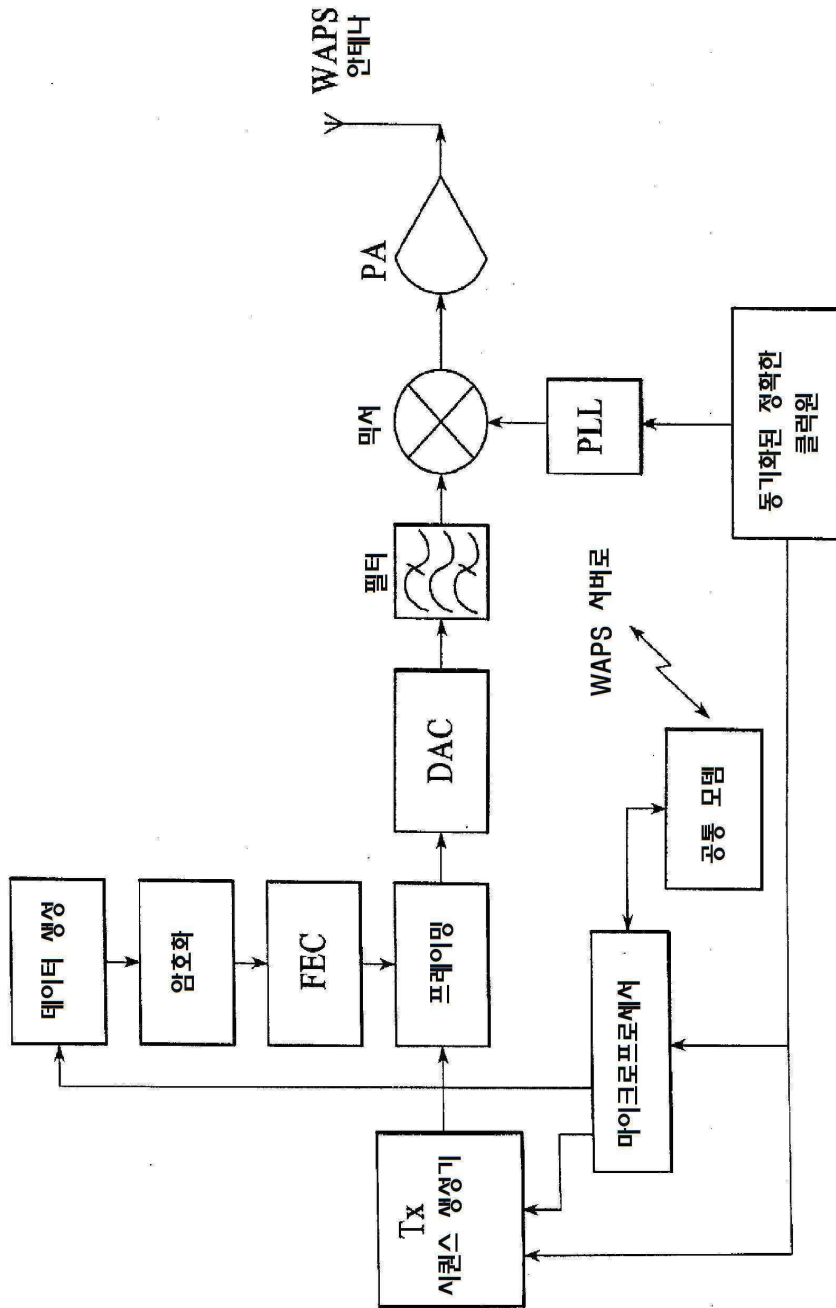 데이터 생성
암호화
FEC
프레이밍
Tx
시퀀스 생성기
DAC
필터
믹서
PA
WAPS
안테나
PLL
마이크로프로세서
공통 모뎀
WAPS 서버로
동기화된 정확한
클럭원